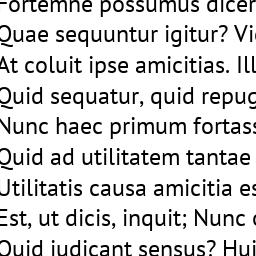 Fortemne possumus dicer
Quae sequuntur igitur? Vi
At coluit ipse amicitias. Ill
Quid sequatur, quid repug
Nunc haec primum fortass
Quid ad utilitatem tantae
Utilitatis causa amicitia es
Est, ut dicis, inquit; Nunc
Quid iudicant sensus? Hui